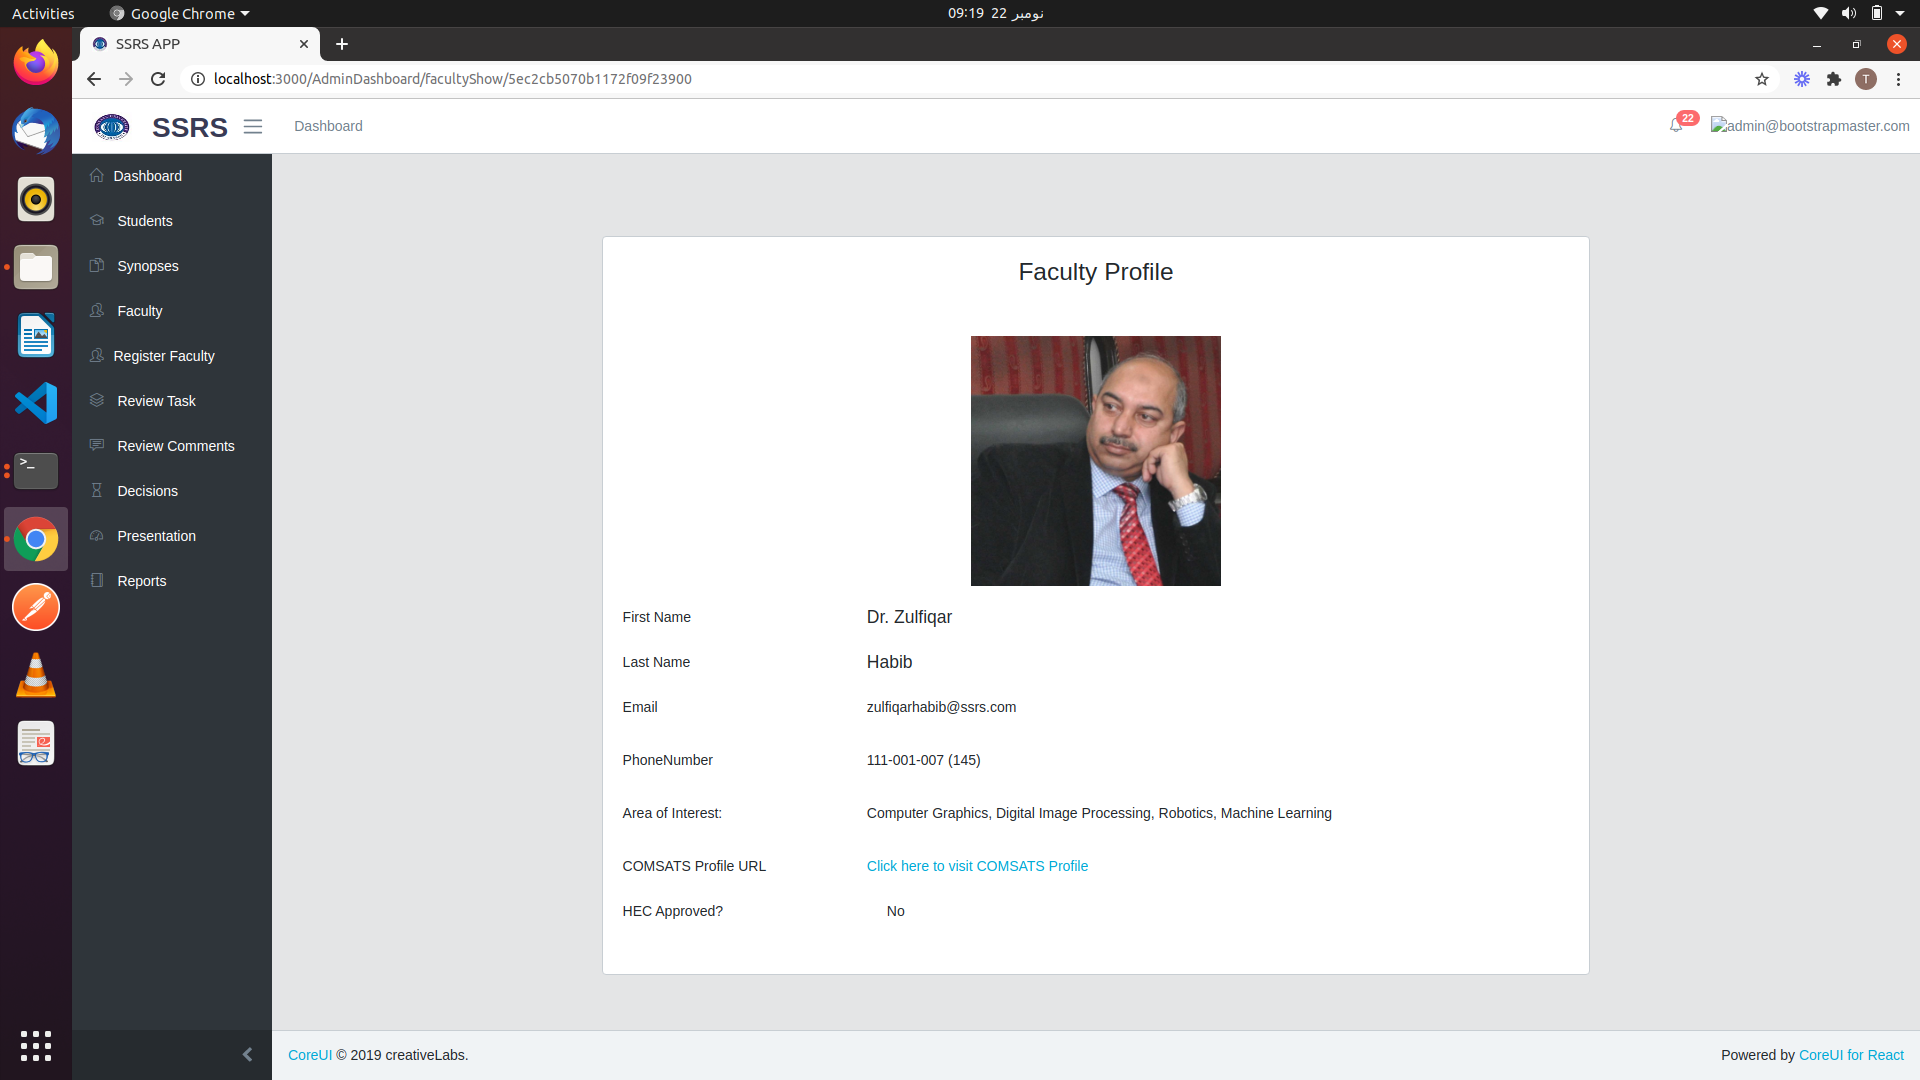 Activities
Google Chrome
نومبر 22 09:19
SSRS APP
localhost:3000/AdminDashboard/facultyShow/5ec2cb5070b1172f09f23900
T
SSRS
Dashboard
22
admin@bootstrapmaster.com
Dashboard
Students
Synopses
Faculty
Register Faculty
Review Task
Review Comments
Decisions
Presentation
Reports
Faculty Profile
First Name Dr. Zulfiqar
Last Name Habib
Email zulfiqarhabib@ssrs.com
PhoneNumber 111-001-007 (145)
Area of Interest: Computer Graphics, Digital Image Processing, Robotics, Machine Learning
COMSATS Profile URL Click here to visit COMSATS Profile
HEC Approved? No
CoreUI © 2019 creativeLabs.
Powered by CoreUI for React